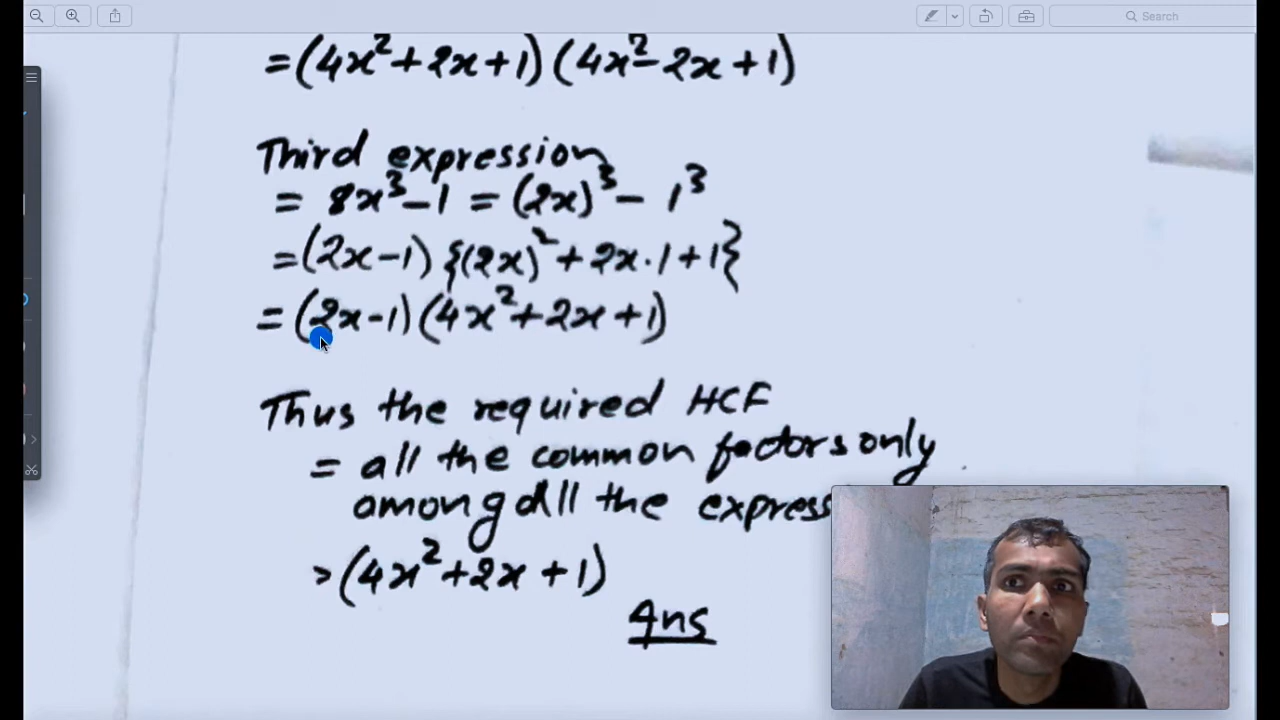 Search
=(4x²+2x+1)(4x²-2x+1)
Third expression
= 8x³-1 = (2x)³- 1³
=(2x-1){(2x)²+2x.1+1}
=(2x-1)(4x²+2x+1)
Thus the required HCF
= all the common factors only
among all the express
>(4x²+2x+1)
Ans